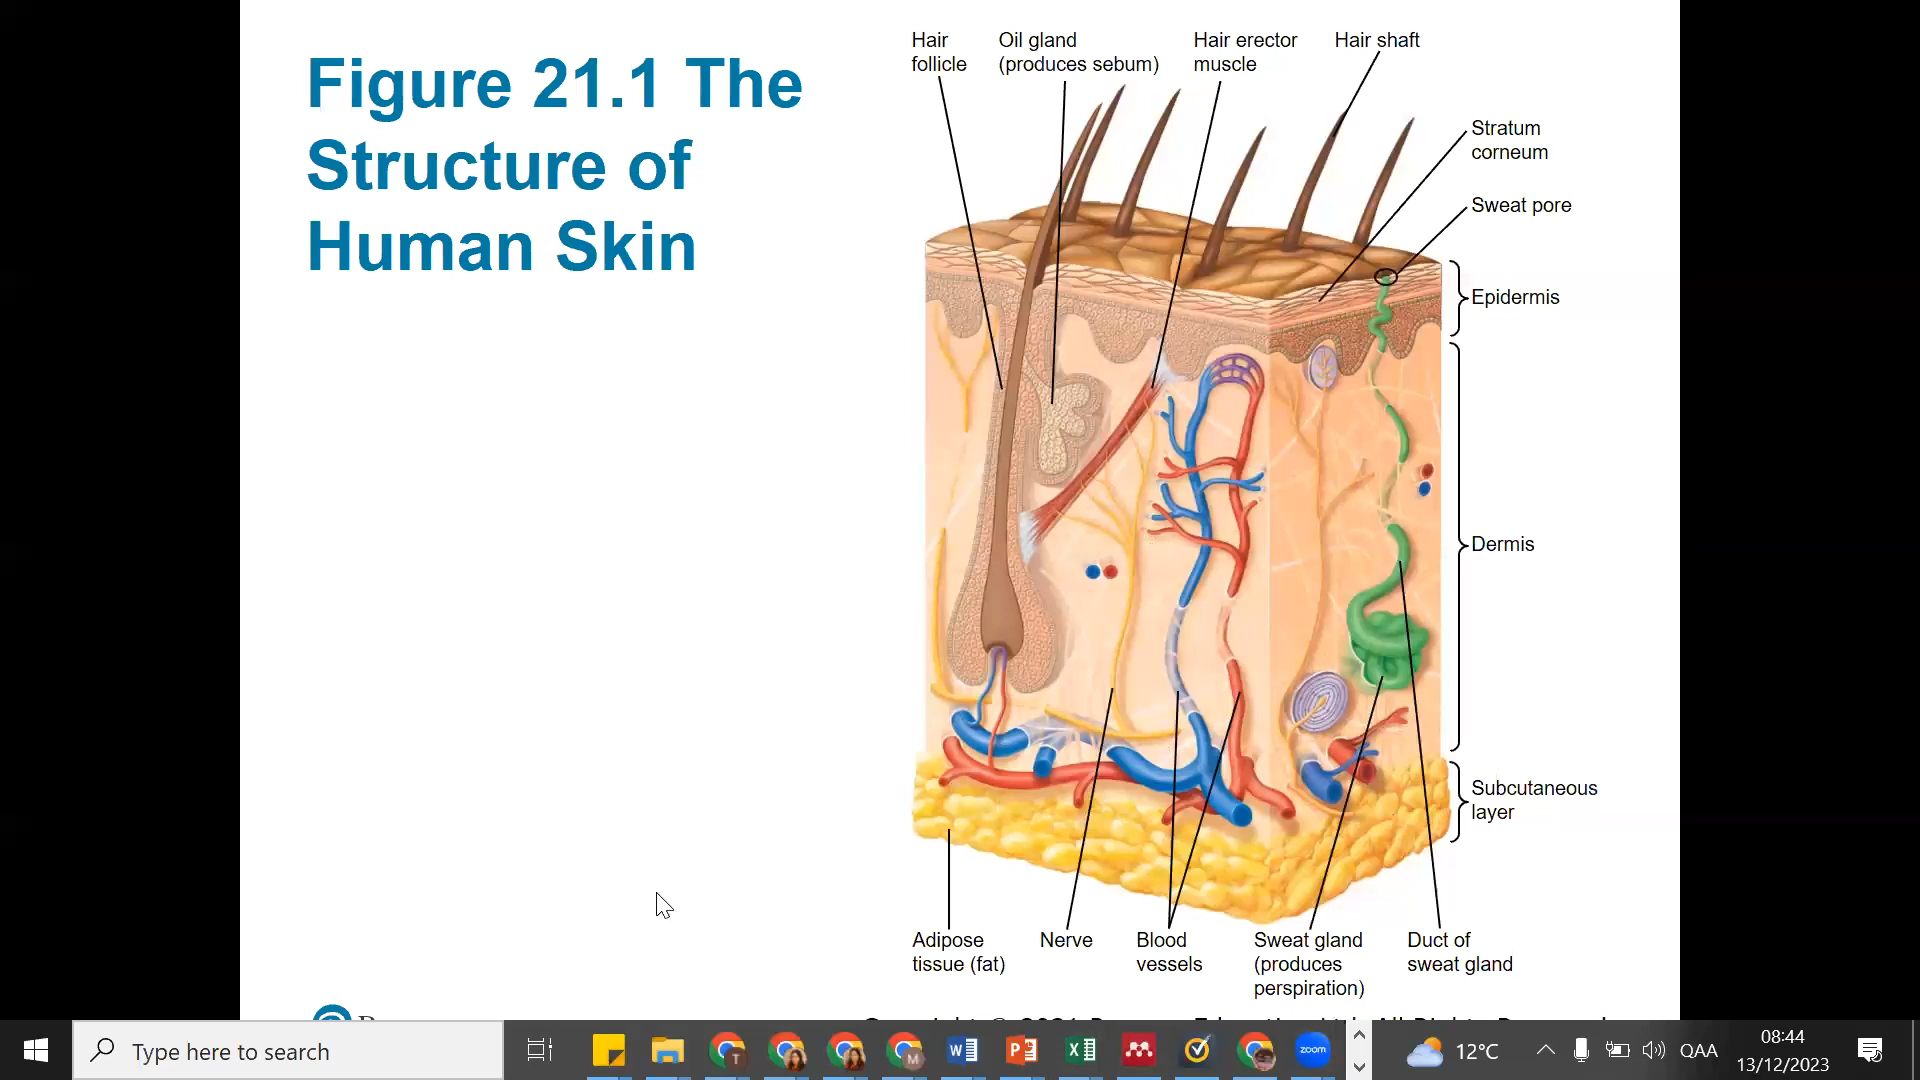 Figure 21.1 The
Structure of
Human Skin
Hair
follicle
Oil gland
(produces sebum)
Hair erector
muscle
Hair shaft
Stratum
corneum
Sweat pore
Epidermis
Dermis
Subcutaneous
layer
Adipose
tissue (fat)
Nerve
Blood
vessels
Sweat gland
(produces
perspiration)
Duct of
sweat gland
Type here to search
T
M
zoom
12°C
QAA
08:44
13/12/2023